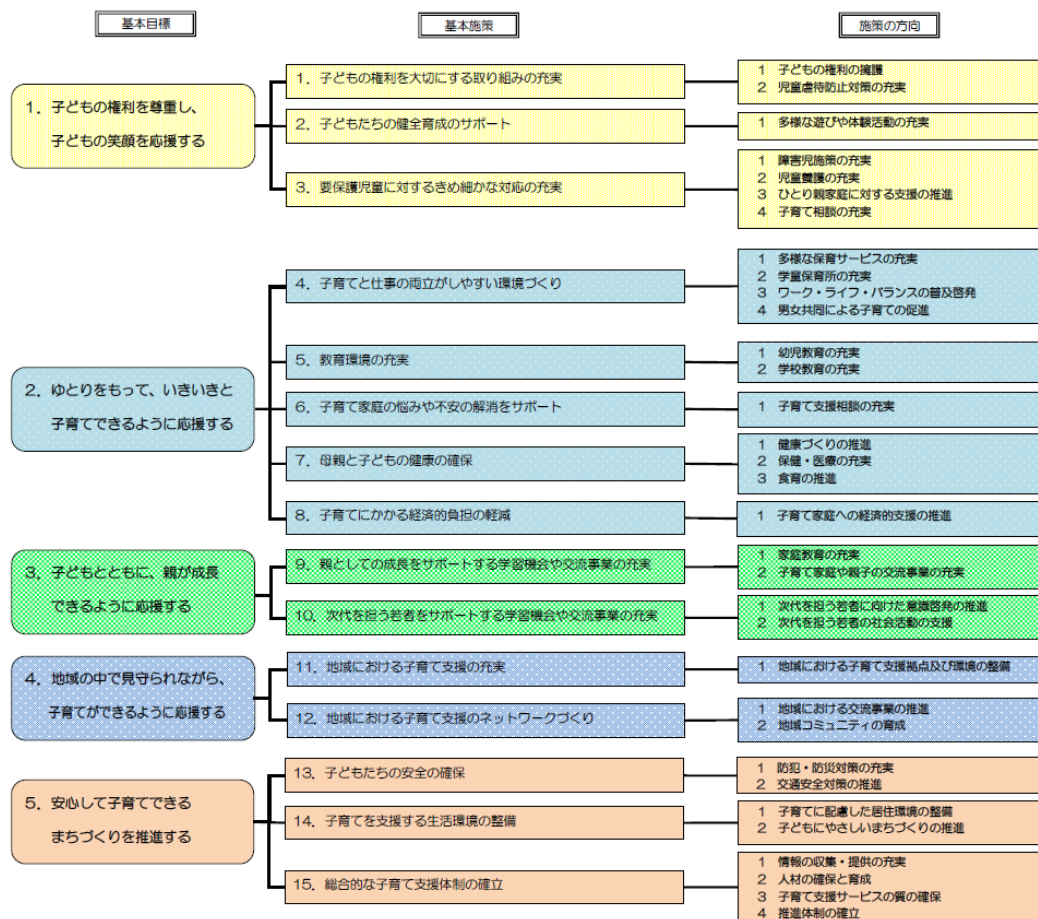 基本目標
基本施策
施策の方向
1．子どもの権利を尊重し、
子どもの笑顔を応援する
1．子どもの権利を大切にする取り組みの充実
1 子どもの権利の擁護
2 児童虐待防止対策の充実
2．子どもたちの健全育成のサポート
1 多様な遊びや体験活動の充実
3．要保護児童に対するきめ細かな対応の充実
1 障害児施策の充実
2 児童養護の充実
3 ひとり親家庭に対する支援の推進
4 子育て相談の充実
2．ゆとりをもって、いきいきと
子育てできるように応援する
4．子育てと仕事の両立がしやすい環境づくり
1 多様な保育サービスの充実
2 学童保育所の充実
3 ワーク・ライフ・バランスの普及啓発
4 男女共同による子育ての促進
5．教育環境の充実
1 幼児教育の充実
2 学校教育の充実
6．子育て家庭の悩みや不安の解消をサポート
1 子育て支援相談の充実
7．母親と子どもの健康の確保
1 健康づくりの推進
2 保健・医療の充実
3 食育の推進
8．子育てにかかる経済的負担の軽減
1 子育て家庭への経済的支援の推進
3．子どもとともに、親が成長
できるように応援する
9．親としての成長をサポートする学習機会や交流事業の充実
1 家庭教育の充実
2 子育て家庭や親子の交流事業の充実
10．次代を担う若者をサポートする学習機会や交流事業の充実
1 次代を担う若者に向けた意識啓発の推進
2 次代を担う若者の社会活動の支援
4．地域の中で見守られながら、
子育てができるように応援する
11．地域における子育て支援の充実
1 地域における子育て支援拠点及び環境の整備
12．地域における子育て支援のネットワークづくり
1 地域における交流事業の推進
2 地域コミュニティの育成
5．安心して子育てできる
まちづくりを推進する
13．子どもたちの安全の確保
1 防犯・防災対策の充実
2 交通安全対策の推進
14．子育てを支援する生活環境の整備
1 子育てに配慮した居住環境の整備
2 子どもにやさしいまちづくりの推進
15．総合的な子育て支援体制の確立
1 情報の収集・提供の充実
2 人材の確保と育成
3 子育て支援サービスの質の確保
4 推進体制の確立